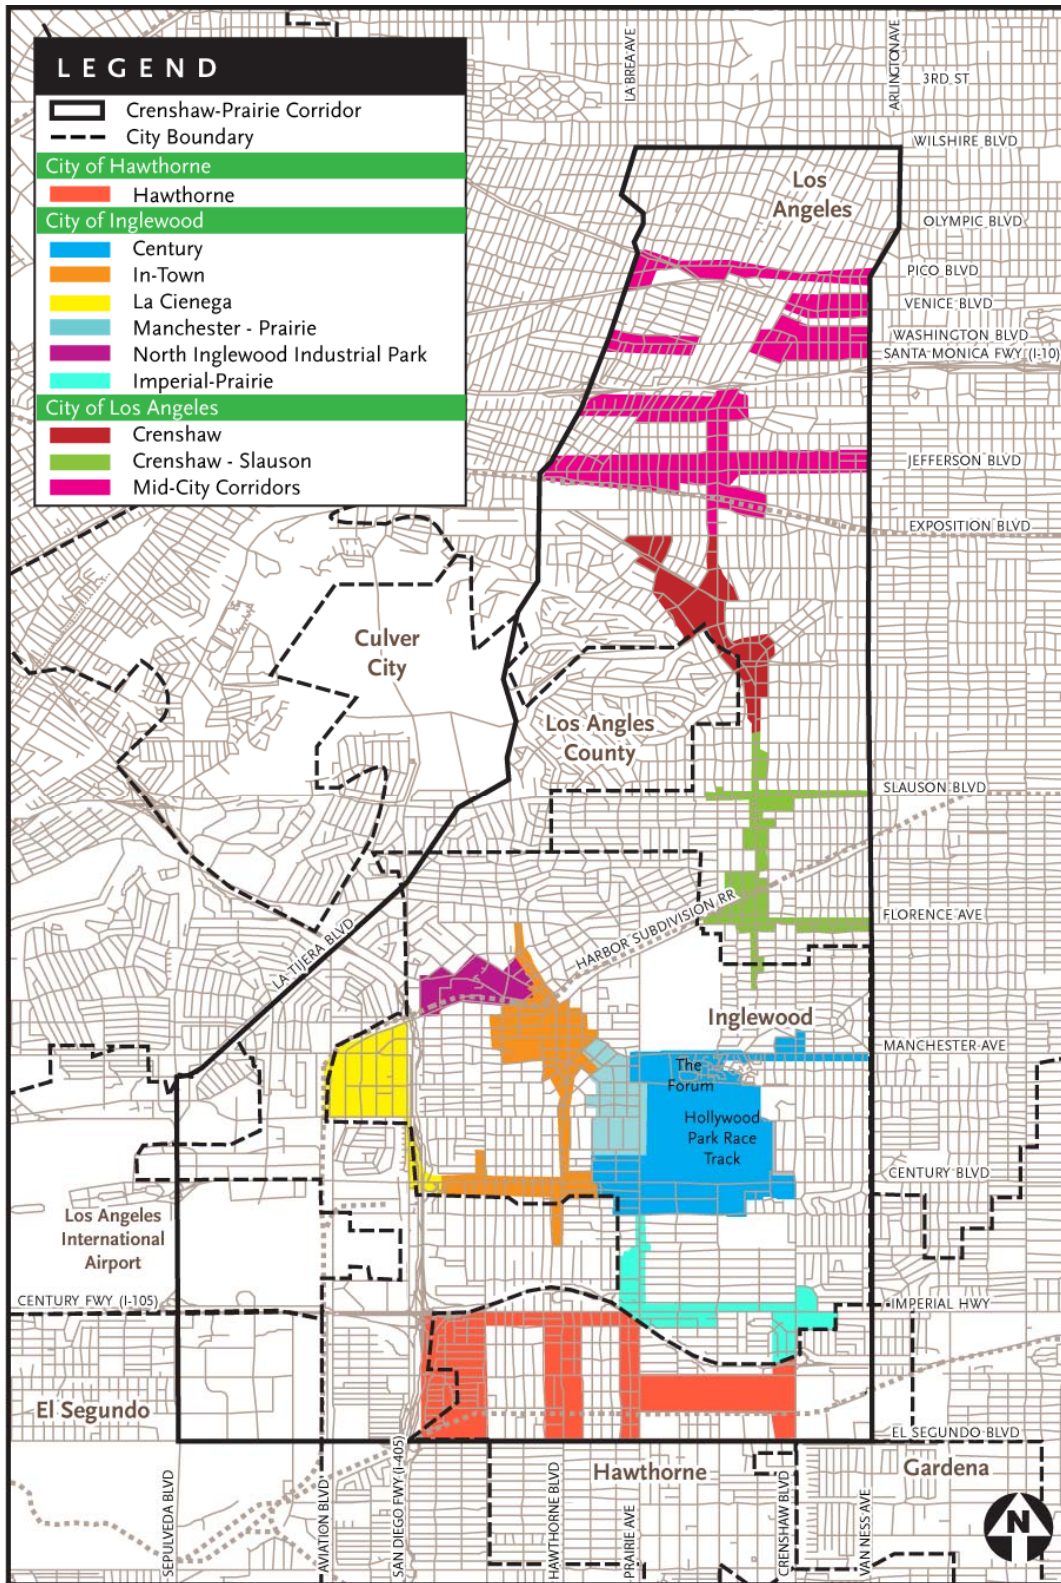 LEGEND
Crenshaw-Prairie Corridor
City Boundary
City of Hawthorne
Hawthorne
City of Inglewood
Century
In-Town
La Cienega
Manchester - Prairie
North Inglewood Industrial Park
Imperial-Prairie
City of Los Angeles
Crenshaw
Crenshaw - Slauson
Mid-City Corridors
LA BREA AVE
ARLINGTON AVE
3RD ST
WILSHIRE BLVD
Los
Angeles
OLYMPIC BLVD
PICO BLVD
VENICE BLVD
WASHINGTON BLVD
SANTA MONICA FWY (I-10)
JEFFERSON BLVD
EXPOSITION BLVD
Culver
City
Los Angles
County
SLAUSON BLVD
HARBOR SUBDIVISION RR
FLORENCE AVE
LA TIJERA BLVD
Inglewood
MANCHESTER AVE
The
Forum
Hollywood
Park Race
Track
CENTURY BLVD
Los Angeles
International
Airport
CENTURY FWY (I-105)
IMPERIAL HWY
El Segundo
EL SEGUNDO BLVD
Hawthorne
Gardena
SEPULVEDA BLVD
AVIATION BLVD
SAN DIEGO FWY (I-405)
HAWTHORNE BLVD
PRAIRIE AVE
CRENSHAW BLVD
VAN NESS AVE
N